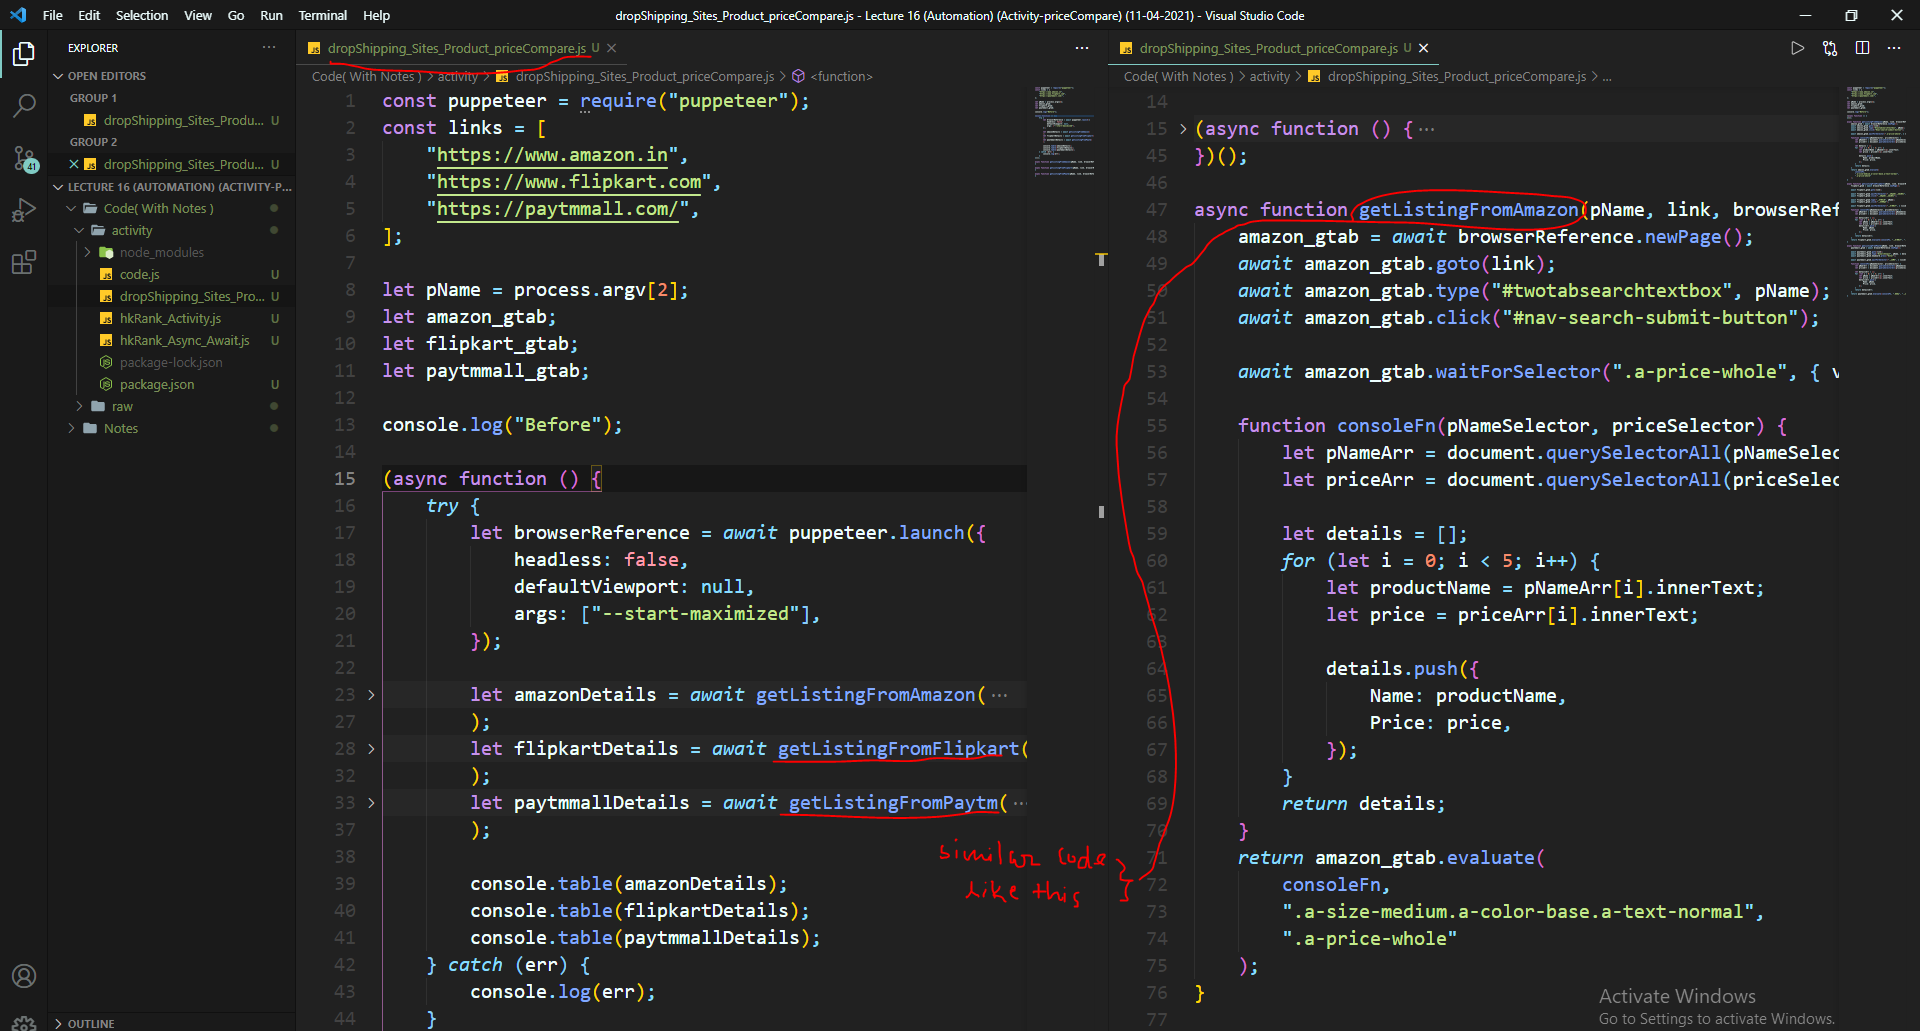 File Edit Selection View Go Run Terminal Help
dropShipping_Sites_Product_priceCompare.js - Lecture 16 (Automation) (Activity-priceCompare) (11-04-2021) - Visual Studio Code
EXPLORER ...
OPEN EDITORS
GROUP 1
JS dropShipping_Sites_Produ... U
GROUP 2
JS dropShipping_Sites_Produ... U
41
LECTURE 16 (AUTOMATION) (ACTIVITY-P...
Code( With Notes )
activity
node_modules
JS code.js U
JS dropShipping_Sites_Pro... U
JS hkRank_Activity.js U
JS hkRank_Async_Await.js U
package-lock.json
package.json U
raw
Notes
OUTLINE
JS dropShipping_Sites_Product_priceCompare.js U
Code( With Notes ) > activity > JS dropShipping_Sites_Product_priceCompare.js > <function>
1 const puppeteer = require("puppeteer");
2 const links = [
3 "https://www.amazon.in",
4 "https://www.flipkart.com",
5 "https://paytmmall.com/",
6 ];
7
8 let pName = process.argv[2];
9 let amazon_gtab;
10 let flipkart_gtab;
11 let paytmmall_gtab;
12
13 console.log("Before");
14
15 (async function () {
16 try {
17 let browserReference = await puppeteer.launch({
18 headless: false,
19 defaultViewport: null,
20 args: ["--start-maximized"],
21 });
22
23 let amazonDetails = await getListingFromAmazon( ...
27 );
28 let flipkartDetails = await getListingFromFlipkart(
32 );
33 let paytmmallDetails = await getListingFromPaytm( ...
37 );
38
39 console.table(amazonDetails);
40 console.table(flipkartDetails);
41 console.table(paytmmallDetails);
42 } catch (err) {
43 console.log(err);
44 }
similar code
like this
JS dropShipping_Sites_Product_priceCompare.js U
Code( With Notes ) > activity > JS dropShipping_Sites_Product_priceCompare.js > ...
14
15 (async function () { ...
45 })();
46
47 async function getListingFromAmazon(pName, link, browserRef
48 amazon_gtab = await browserReference.newPage();
49 await amazon_gtab.goto(link);
50 await amazon_gtab.type("#twotabsearchtextbox", pName);
51 await amazon_gtab.click("#nav-search-submit-button");
52
53 await amazon_gtab.waitForSelector(".a-price-whole", { v
54
55 function consoleFn(pNameSelector, priceSelector) {
56 let pNameArr = document.querySelectorAll(pNameSelec
57 let priceArr = document.querySelectorAll(priceSelec
58
59 let details = [];
60 for (let i = 0; i < 5; i++) {
61 let productName = pNameArr[i].innerText;
62 let price = priceArr[i].innerText;
63
64 details.push({
65 Name: productName,
66 Price: price,
67 });
68 }
69 return details;
70 }
71 return amazon_gtab.evaluate(
72 consoleFn,
73 ".a-size-medium.a-color-base.a-text-normal",
74 ".a-price-whole"
75 );
76 }
77
Activate Windows
Go to Settings to activate Windows.